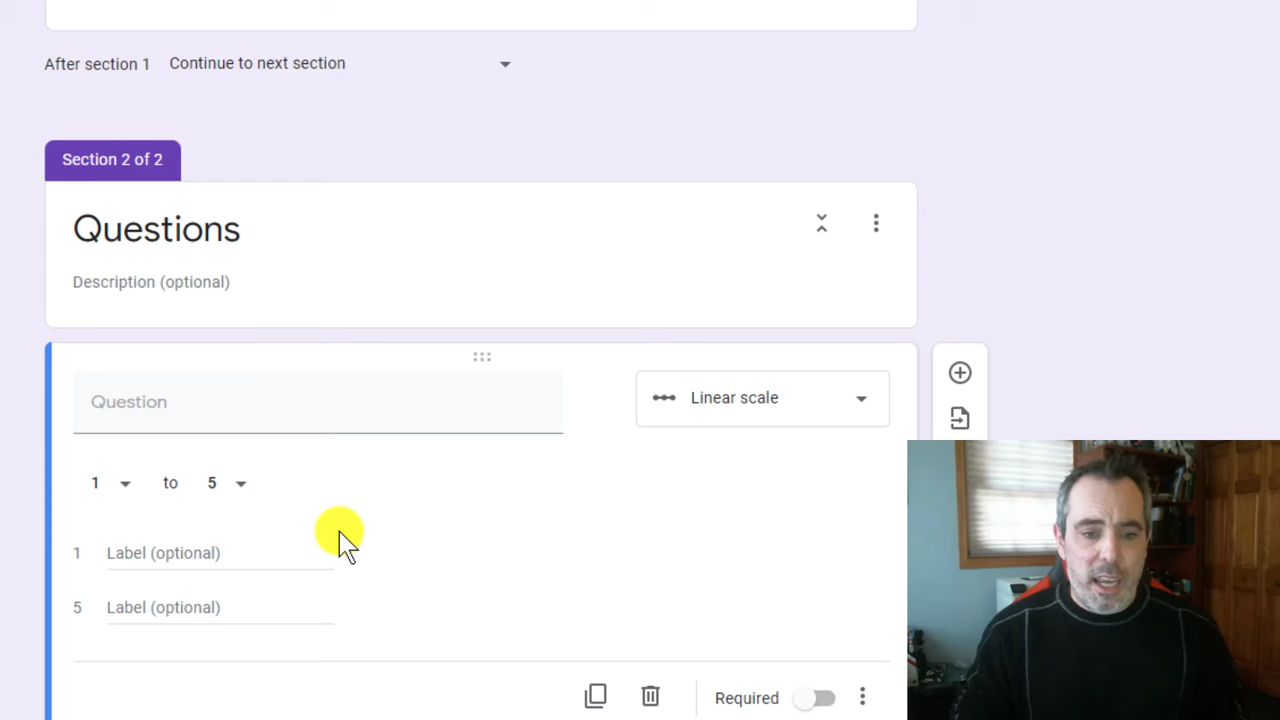 After section 1 Continue to next section
Section 2 of 2
Questions
Description (optional)
Question
Linear scale
1 to 5
1 Label (optional)
5 Label (optional)
Required